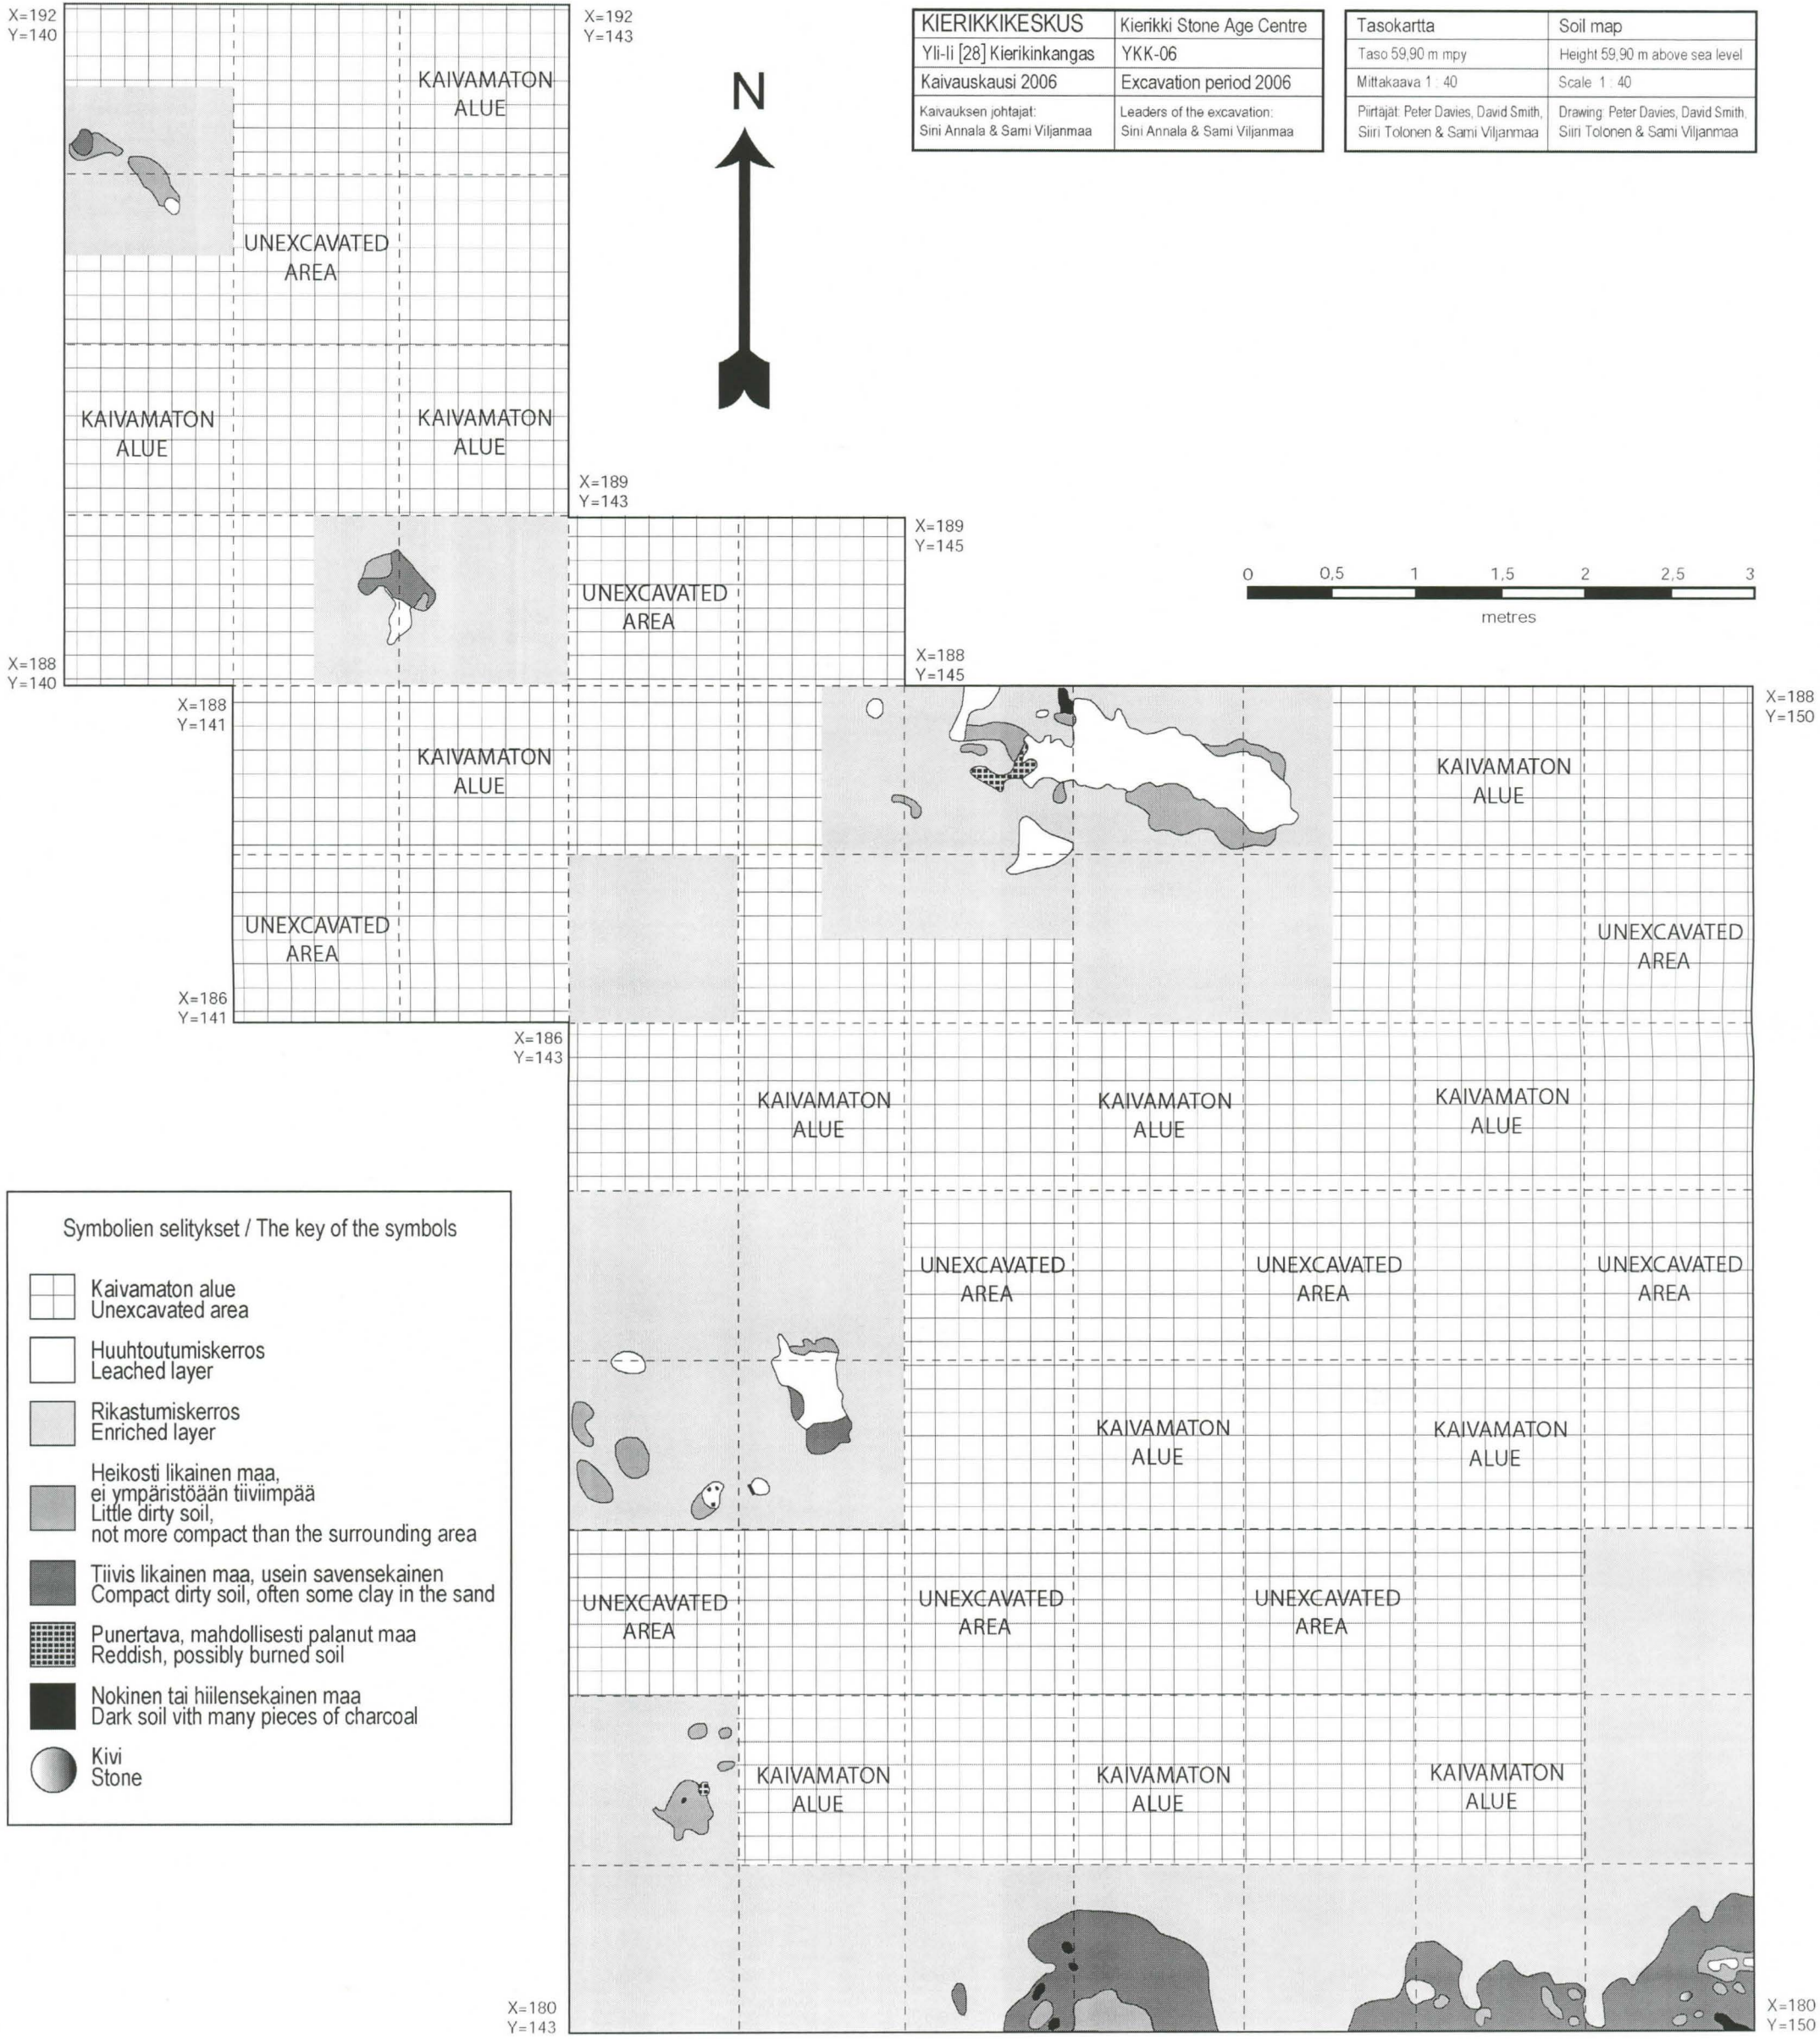 X=192
Y=140
X=192
Y=143
KIERIKKIKESKUS
Kierikki Stone Age Centre
Yli-Ii [28] Kierikinkangas
YKK-06
Kaivauskausi 2006
Excavation period 2006
Kaivauksen johtajat:
Sini Annala & Sami Viljanmaa
Leaders of the excavation:
Sini Annala & Sami Viljanmaa
Tasokartta
Soil map
Taso 59,90 m mpy
Height 59,90 m above sea level
Mittakaava 1 : 40
Scale 1 : 40
Piirtäjät: Peter Davies, David Smith,
Siiri Tolonen & Sami Viljanmaa
Drawing: Peter Davies, David Smith,
Siiri Tolonen & Sami Viljanmaa
N
KAIVAMATON
ALUE
UNEXCAVATED
AREA
KAIVAMATON
ALUE
KAIVAMATON
ALUE
X=189
Y=143
X=189
Y=145
UNEXCAVATED
AREA
0 0,5 1 1,5 2 2,5 3
metres
X=188
Y=140
X=188
Y=145
X=188
Y=141
X=188
Y=150
KAIVAMATON
ALUE
KAIVAMATON
ALUE
UNEXCAVATED
AREA
UNEXCAVATED
AREA
X=186
Y=141
X=186
Y=143
KAIVAMATON
ALUE
KAIVAMATON
ALUE
KAIVAMATON
ALUE
UNEXCAVATED
AREA
UNEXCAVATED
AREA
UNEXCAVATED
AREA
KAIVAMATON
ALUE
KAIVAMATON
ALUE
UNEXCAVATED
AREA
UNEXCAVATED
AREA
UNEXCAVATED
AREA
KAIVAMATON
ALUE
KAIVAMATON
ALUE
KAIVAMATON
ALUE
X=180
Y=143
X=180
Y=150
Symbolien selitykset / The key of the symbols
Kaivamaton alue
Unexcavated area
Huuhtoutumiskerros
Leached layer
Rikastumiskerros
Enriched layer
Heikosti likainen maa,
ei ympäristöään tiiviimpää
Little dirty soil,
not more compact than the surrounding area
Tiivis likainen maa, usein savensekainen
Compact dirty soil, often some clay in the sand
Punertava, mahdollisesti palanut maa
Reddish, possibly burned soil
Nokinen tai hiilensekainen maa
Dark soil vith many pieces of charcoal
Kivi
Stone